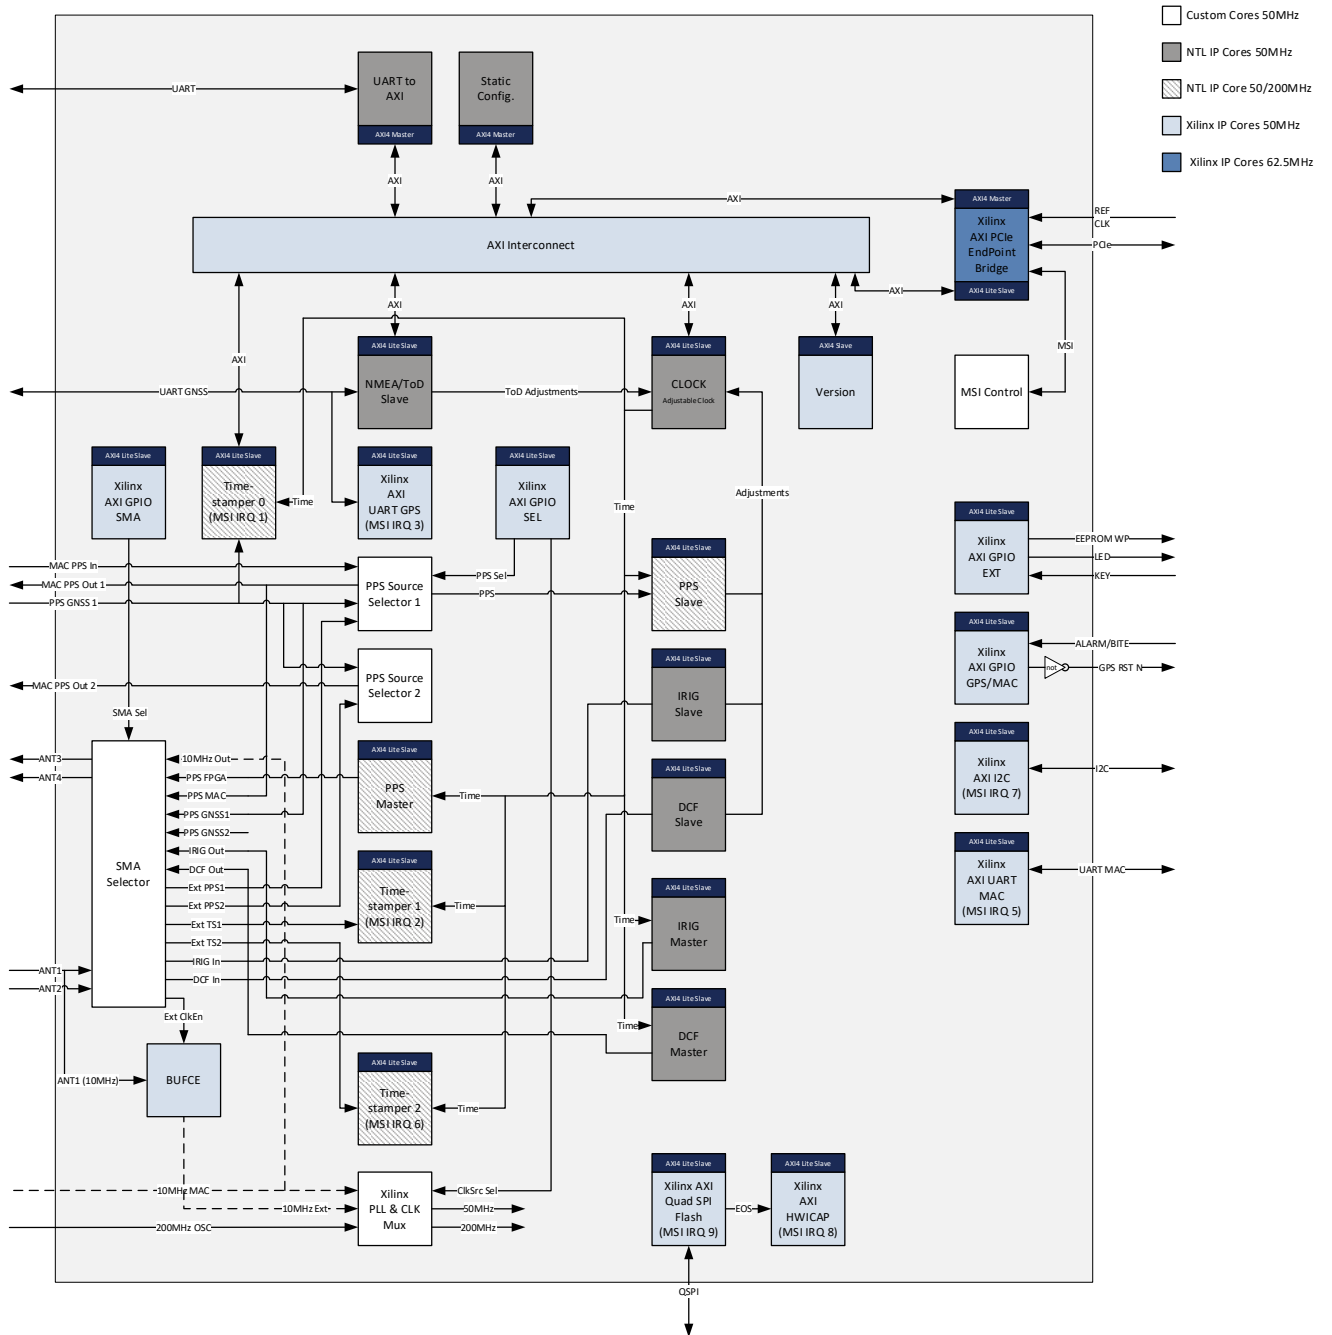 Custom Cores 50MHz
NTL IP Cores 50MHz
NTL IP Core 50/200MHz
Xilinx IP Cores 50MHz
Xilinx IP Cores 62.5MHz
UART
UART to
AXI
AXI4 Master
Static
Config.
AXI4 Master
AXI
AXI
AXI
AXI Interconnect
AXI4 Master
Xilinx
AXI PCIe
EndPoint
Bridge
AXI4 Lite Slave
REF
CLK
PCIe
AXI
AXI
AXI
AXI
AXI
MSI
UART GNSS
AXI4 Lite Slave
NMEA/ToD
Slave
ToD Adjustments
AXI4 Lite Slave
CLOCK
Adjustable Clock
AXI4 Slave
Version
MSI Control
AXI4 Lite Slave
Xilinx
AXI GPIO
SMA
AXI4 Lite Slave
Time-
stamper 0
(MSI IRQ 1)
Time
AXI4 Lite Slave
Xilinx
AXI
UART GPS
(MSI IRQ 3)
AXI4 Lite Slave
Xilinx
AXI GPIO
SEL
Time
Adjustments
AXI4 Lite Slave
Xilinx
AXI GPIO
EXT
EEPROM WP
LED
KEY
MAC PPS In
MAC PPS Out 1
PPS GNSS 1
PPS Source
Selector 1
PPS Sel
PPS
AXI4 Lite Slave
PPS
Slave
MAC PPS Out 2
PPS Source
Selector 2
AXI4 Lite Slave
IRIG
Slave
AXI4 Lite Slave
Xilinx
AXI GPIO
GPS/MAC
ALARM/BITE
not
GPS RST N
SMA Sel
ANT3
ANT4
SMA
Selector
10MHz Out
PPS FPGA
PPS MAC
PPS GNSS1
PPS GNSS2
IRIG Out
DCF Out
Ext PPS1
Ext PPS2
Ext TS1
Ext TS2
IRIG In
DCF In
ANT1
ANT2
AXI4 Lite Slave
PPS
Master
Time
AXI4 Lite Slave
DCF
Slave
AXI4 Lite Slave
Xilinx
AXI I2C
(MSI IRQ 7)
I2C
AXI4 Lite Slave
Time-
stamper 1
(MSI IRQ 2)
Time
AXI4 Lite Slave
IRIG
Master
Time
AXI4 Lite Slave
Xilinx
AXI UART
MAC
(MSI IRQ 5)
UART MAC
Ext ClkEn
BUFCE
ANT1 (10MHz)
AXI4 Lite Slave
DCF
Master
Time
AXI4 Lite Slave
Time-
stamper 2
(MSI IRQ 6)
Time
10MHz MAC
10MHz Ext
200MHz OSC
Xilinx
PLL & CLK
Mux
ClkSrc Sel
50MHz
200MHz
AXI4 Lite Slave
Xilinx AXI
Quad SPI
Flash
(MSI IRQ 9)
EOS
AXI4 Lite Slave
Xilinx
AXI
HWICAP
(MSI IRQ 8)
QSPI